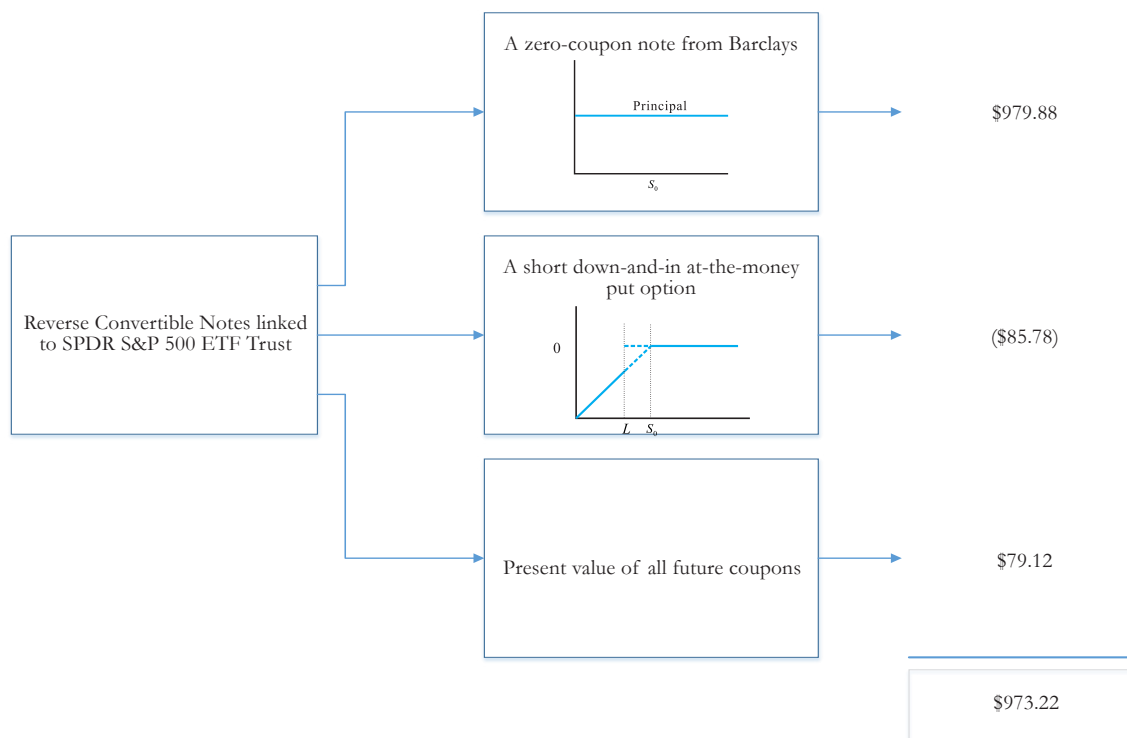 A zero-coupon note from Barclays
Principal
S₀
$979.88
Reverse Convertible Notes linked
to SPDR S&P 500 ETF Trust
A short down-and-in at-the-money
put option
0
L S₀
($85.78)
Present value of all future coupons
$79.12
$973.22